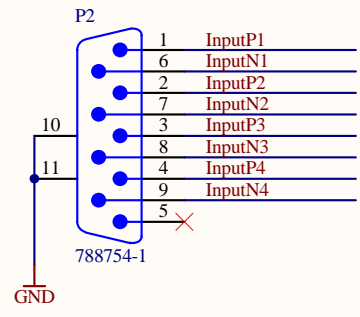 P2
1 InputP1
6 InputN1
2 InputP2
7 InputN2
10 3 InputP3
8 InputN3
11 4 InputP4
9 InputN4
5
788754-1
GND